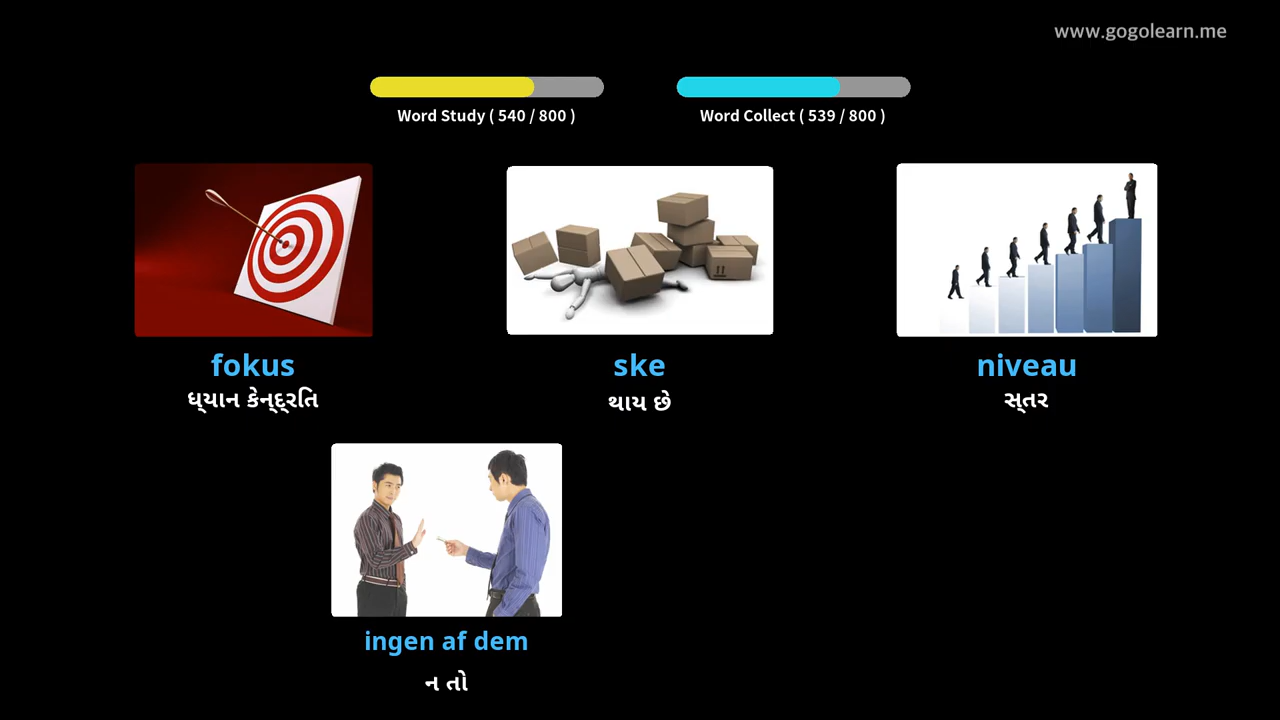 www.gogolearn.me
Word Study ( 540 / 800 )
Word Collect ( 539 / 800 )
fokus
ધ્યાન કેન્દ્રતિ
ske
થાય છે
niveau
સ્તર
ingen af dem
ન તો